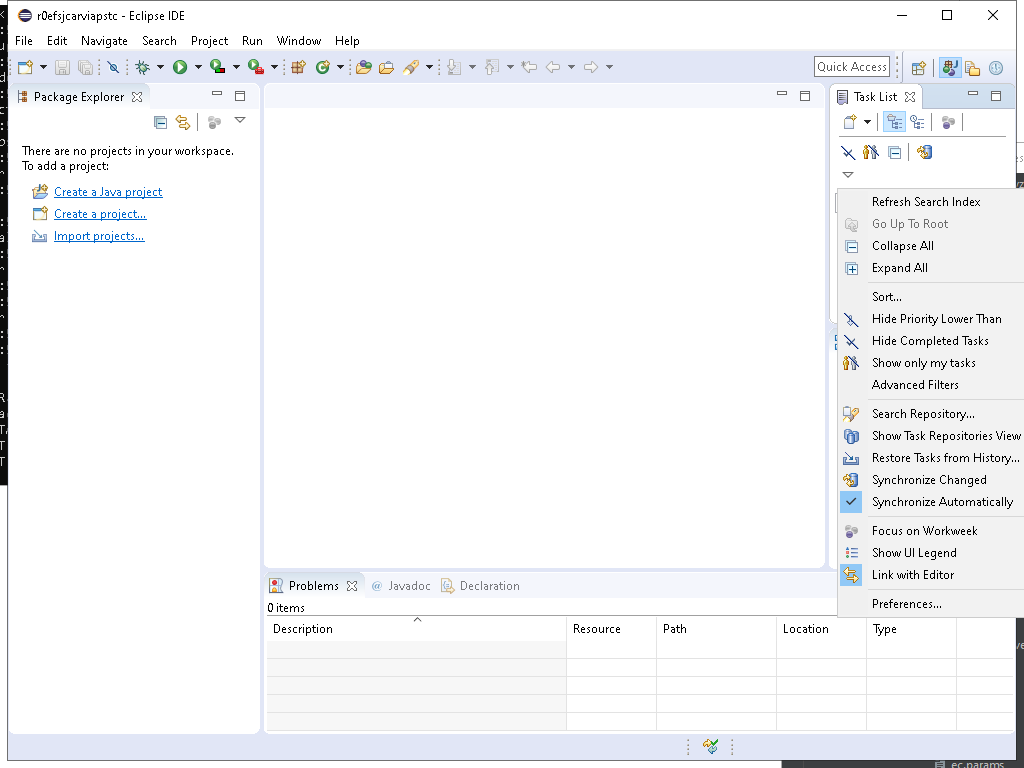 r0efsjcarviapstc - Eclipse IDE
File Edit Navigate Search Project Run Window Help
Quick Access
Package Explorer
Task List
There are no projects in your workspace.
To add a project:
Create a Java project
Create a project...
Import projects...
Refresh Search Index
Go Up To Root
Collapse All
Expand All
Sort...
Hide Priority Lower Than
Hide Completed Tasks
Show only my tasks
Advanced Filters
Search Repository...
Show Task Repositories View
Restore Tasks from History...
Synchronize Changed
Synchronize Automatically
Focus on Workweek
Show UI Legend
Link with Editor
Preferences...
Problems @ Javadoc Declaration
0 items
Description Resource Path Location Type
ec.params